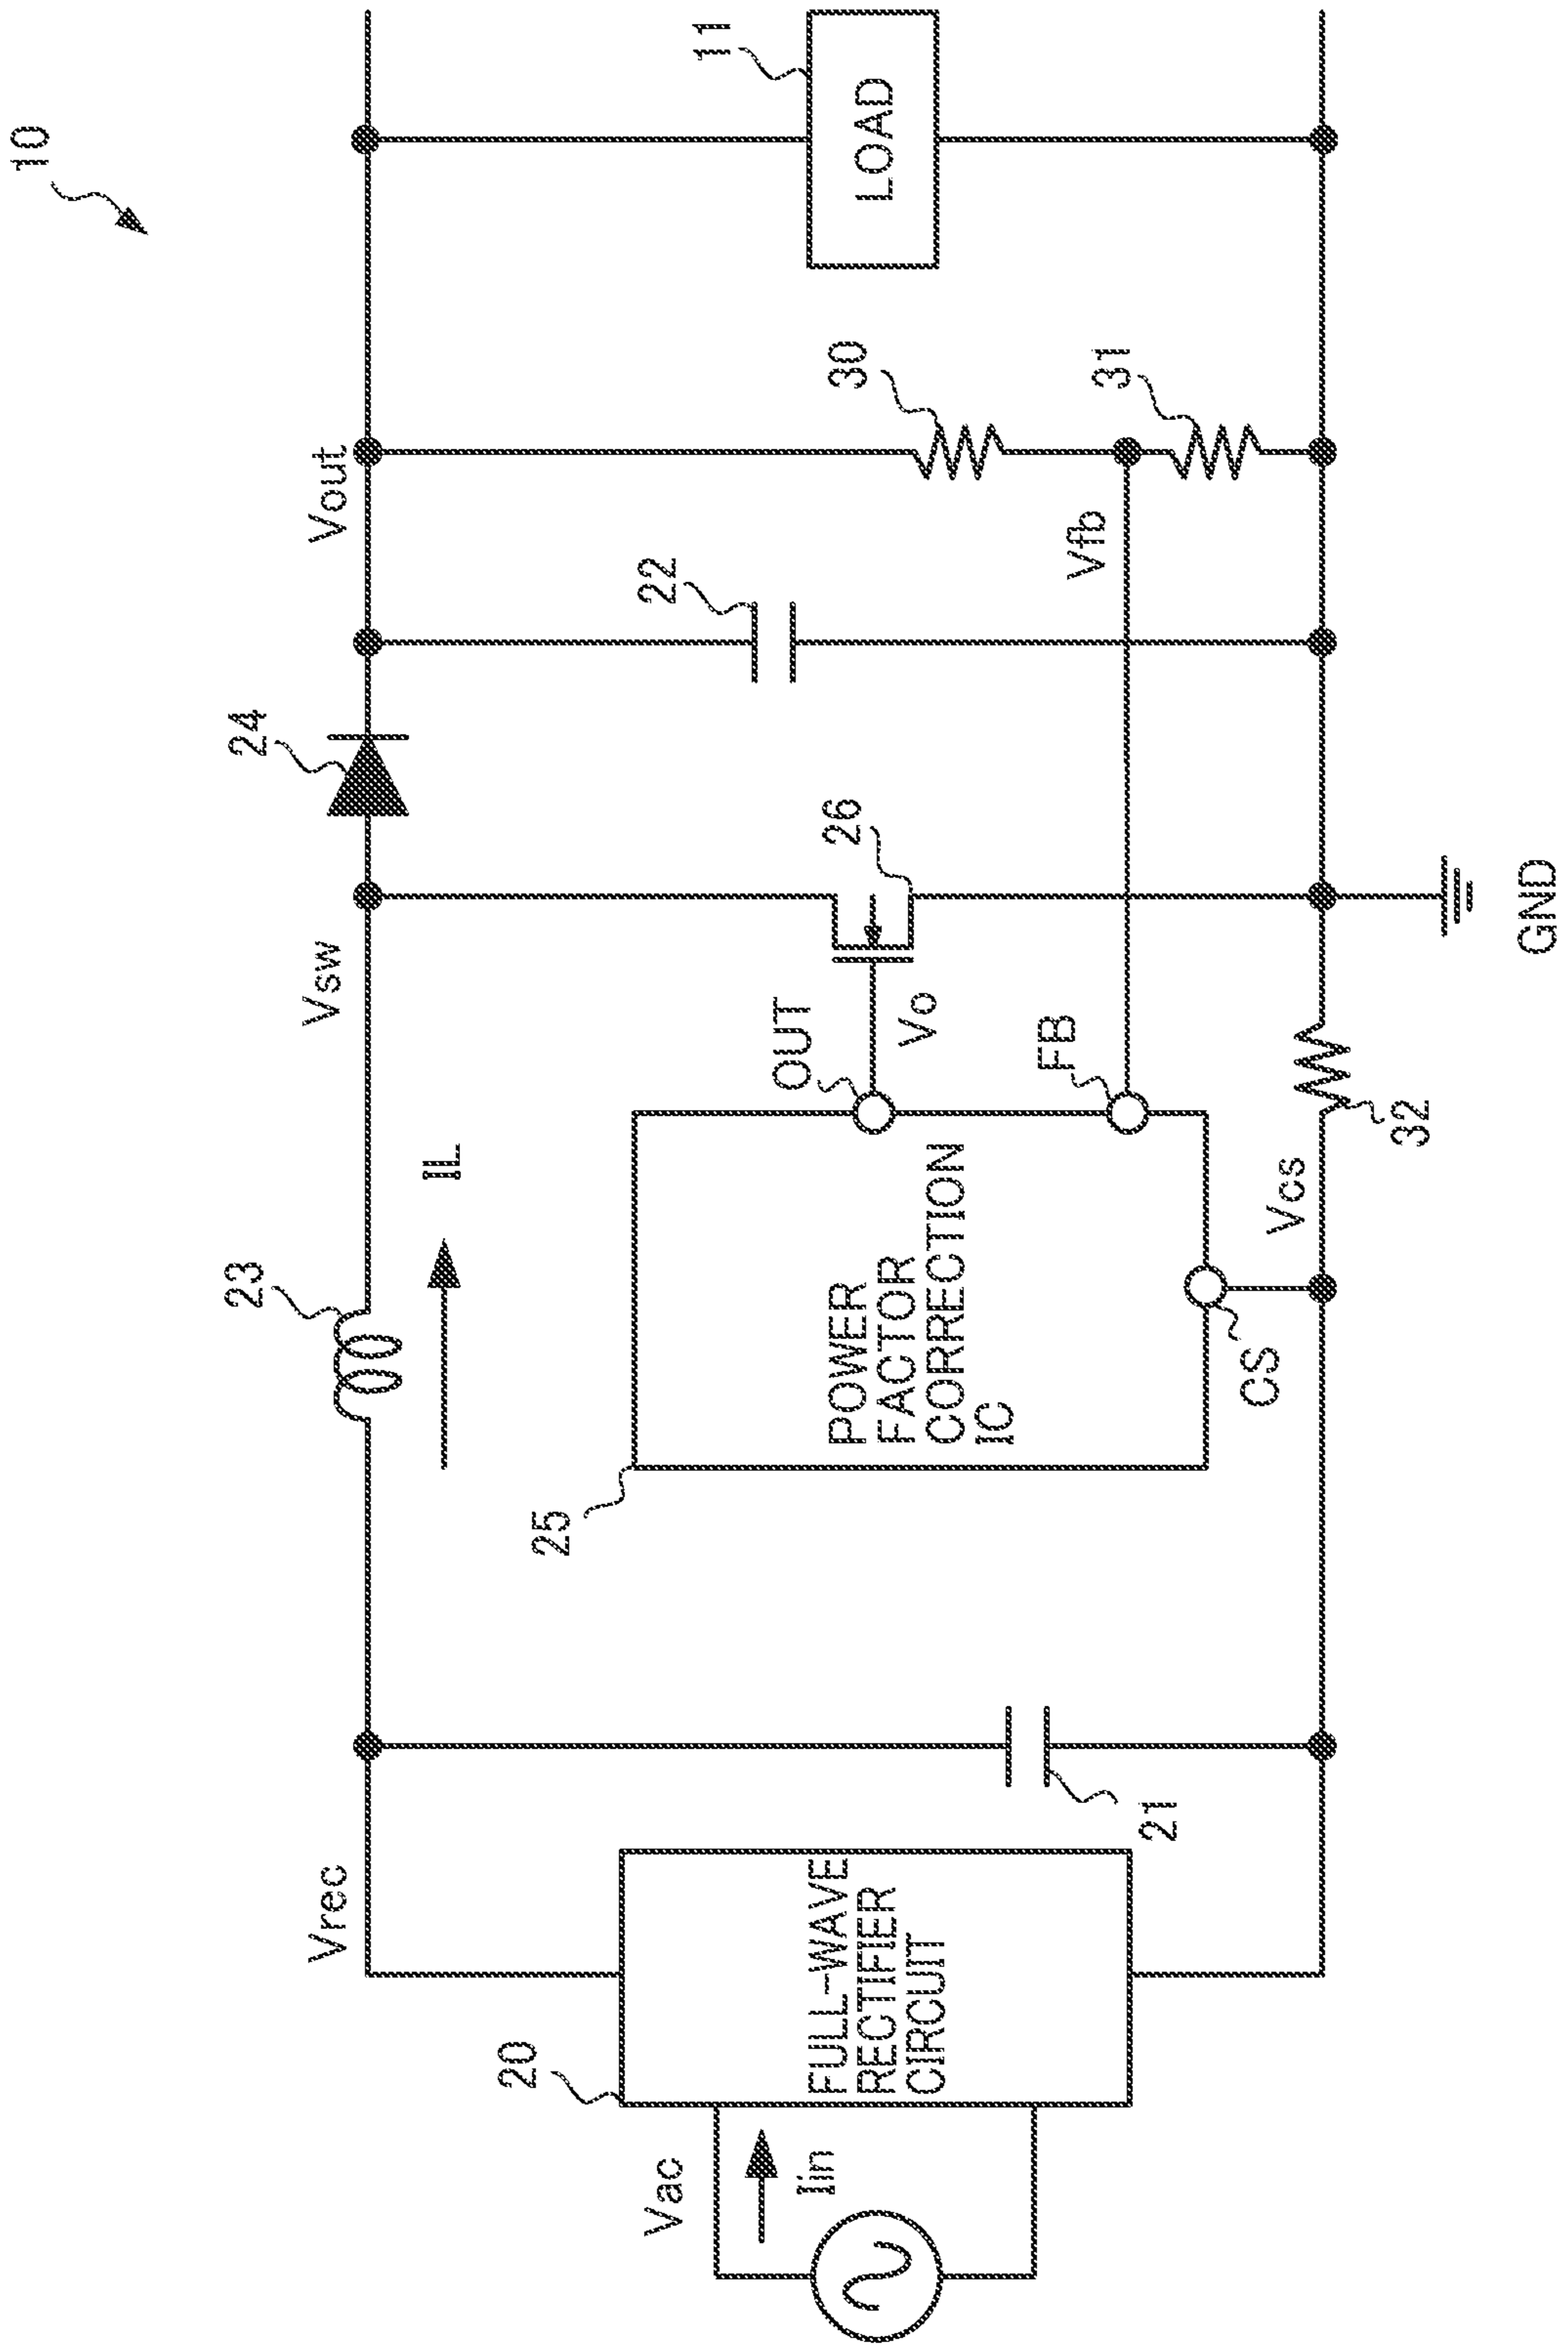 10
Vac
Iin
20
FULL-WAVE
RECTIFIER
CIRCUIT
Vrec
21
23
IL
25
POWER
FACTOR
CORRECTION
IC
OUT
FB
CS
Vo
Vcs
32
Vsw
26
GND
24
22
Vout
Vfb
30
31
11
LOAD